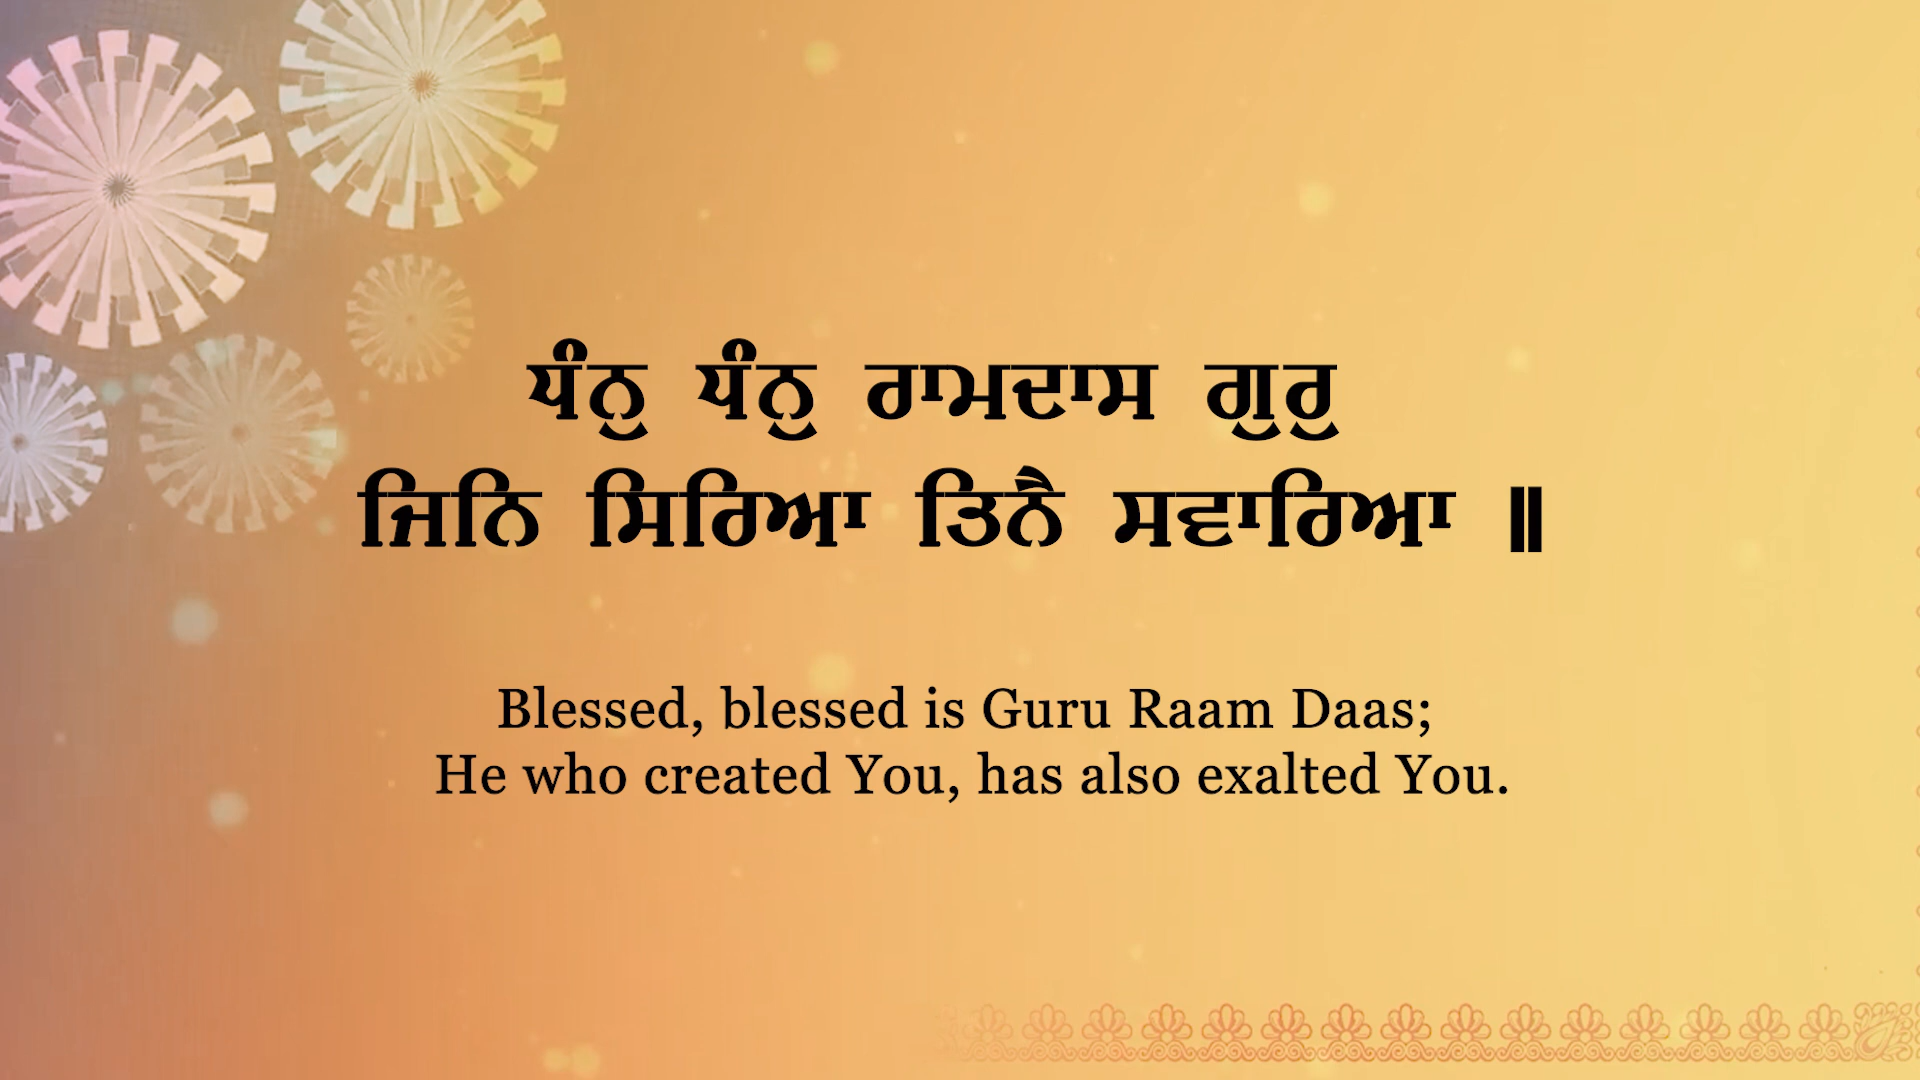 ਧੰਨੁ ਧੰਨੁ ਰਾਮਦਾਸ ਗੁਰੁ
ਜਿਨਿ ਸਿਰਿਆ ਤਿਨੈ ਸਵਾਰਿਆ ॥
Blessed, blessed is Guru Raam Daas;
He who created You, has also exalted You.